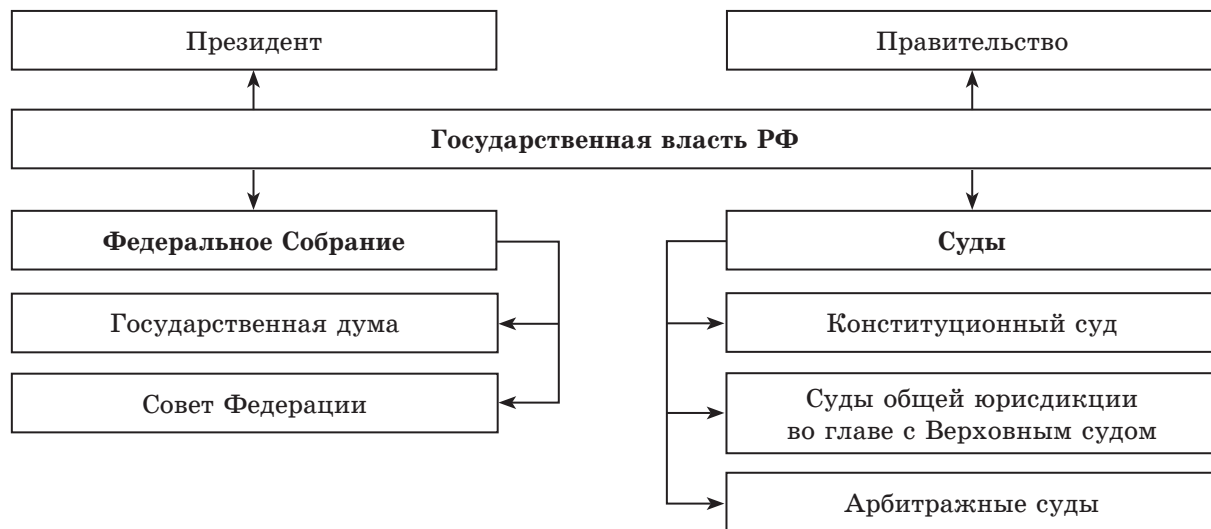 Президент
Правительство
Государственная власть РФ
Федеральное Собрание
Государственная дума
Совет Федерации
Суды
Конституционный суд
Суды общей юрисдикции
во главе с Верховным судом
Арбитражные суды